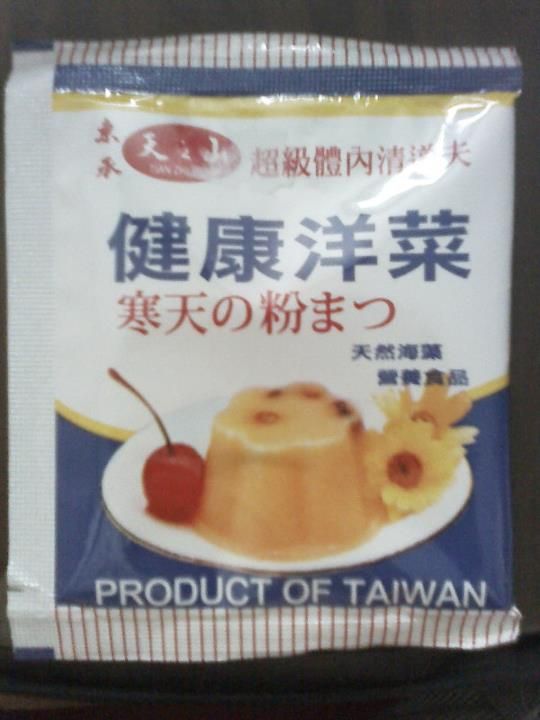 東承
天之山
超級體內清道夫
健康洋菜
寒天の粉まつ
天然海藻
營養食品
PRODUCT OF TAIWAN